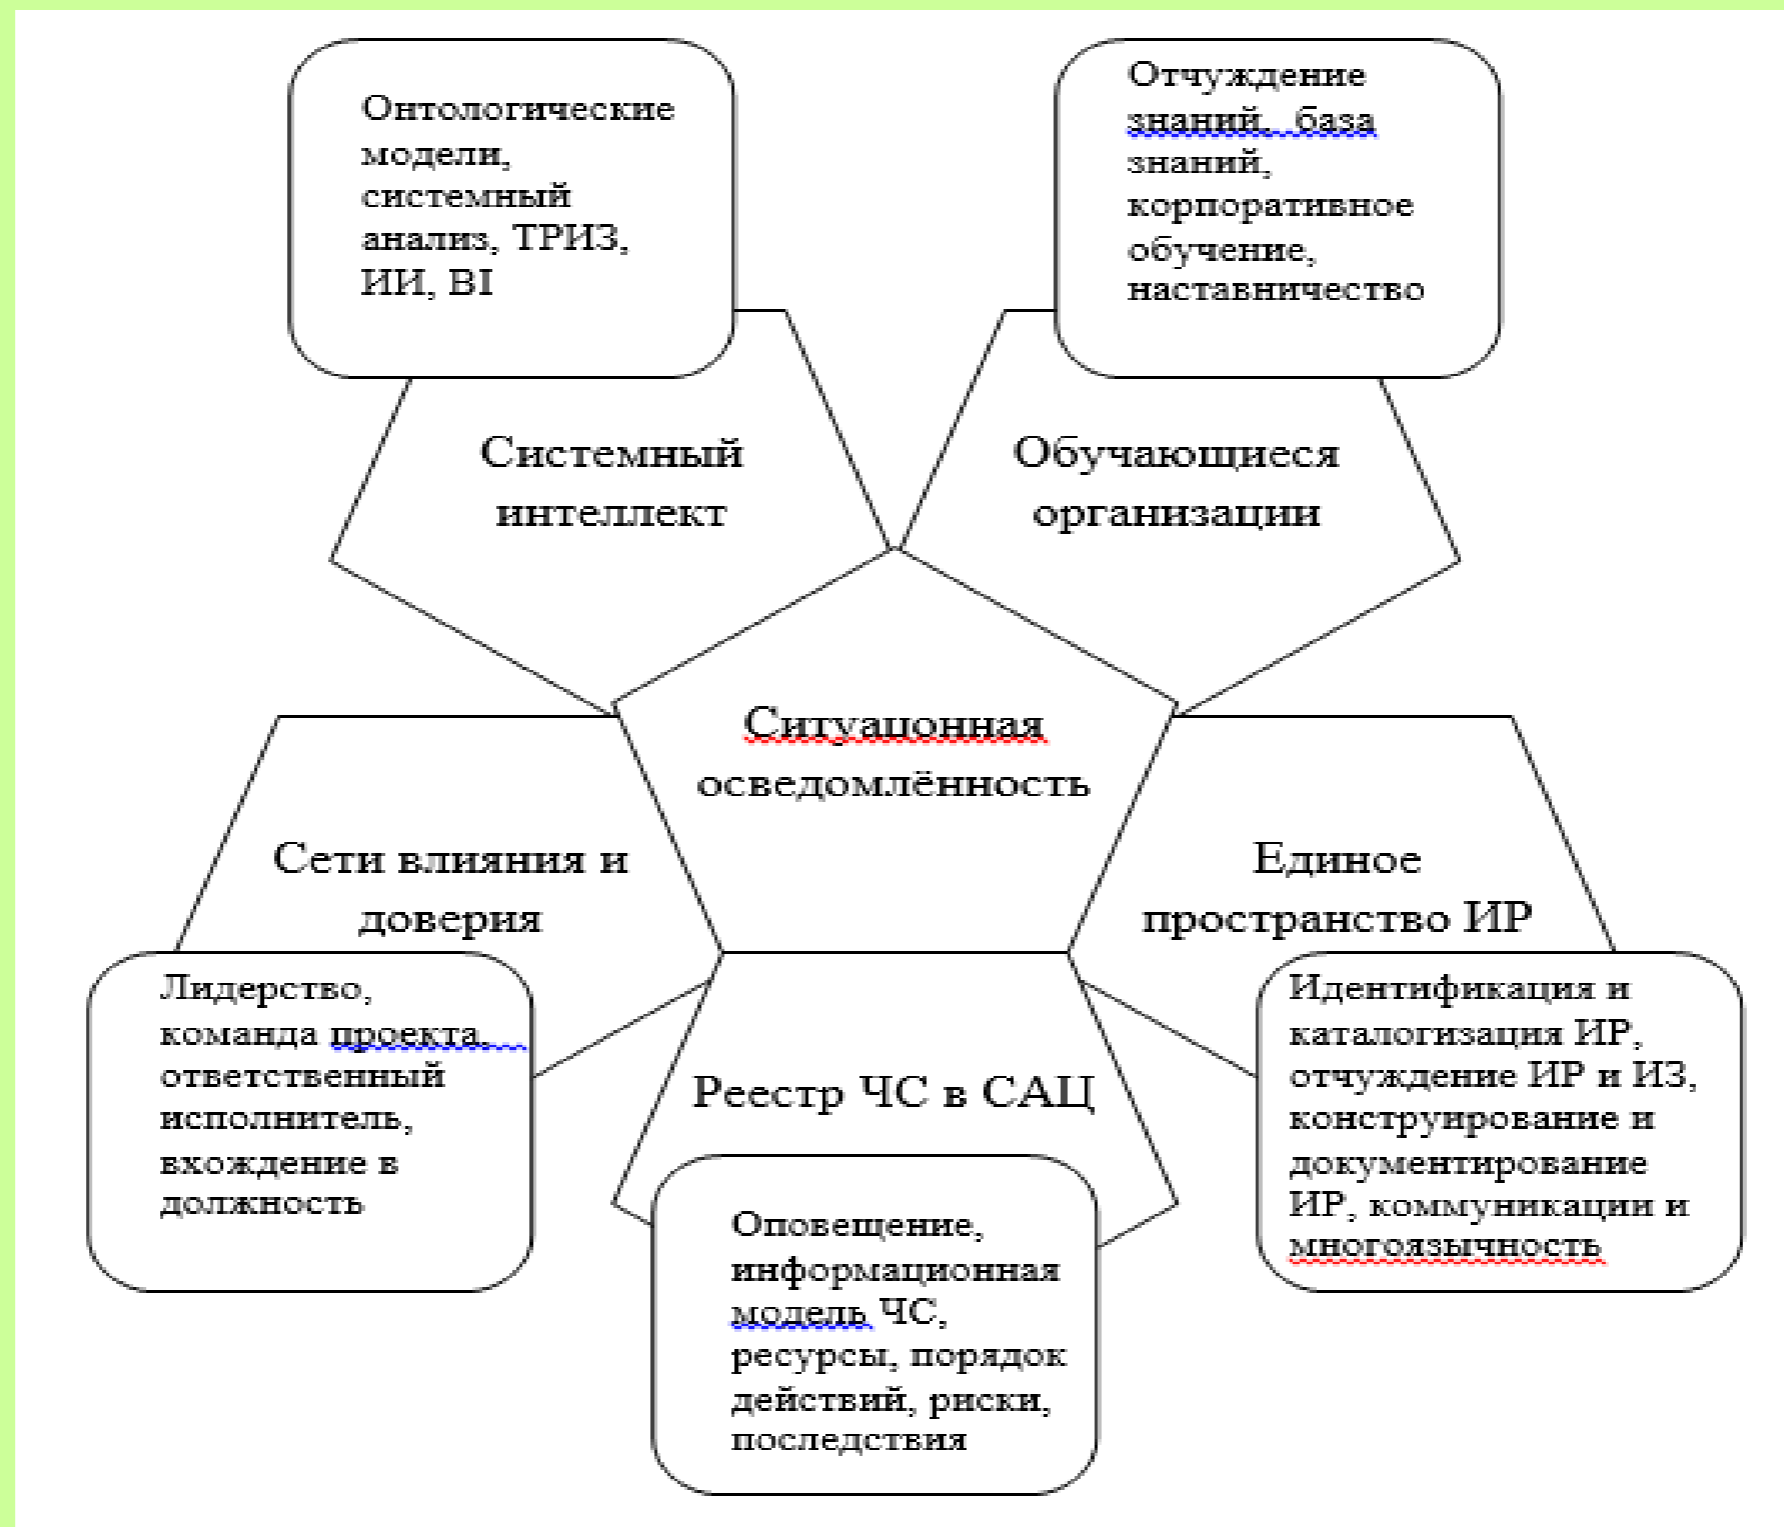 Онтологические
модели,
системный
анализ, ТРИЗ,
ИИ, BI
Отчуждение
знаний, база
знаний,
корпоративное
обучение,
наставничество
Системный
интеллект
Обучающиеся
организации
Ситуацонная
осведомлённость
Сети влияния и
доверия
Единое
пространство ИР
Лидерство,
команда проекта,
ответственный
исполнитель,
вхождение в
должность
Реестр ЧС в САЦ
Идентификация и
каталогизация ИР,
отчуждение ИР и ИЗ,
конструирование и
документирование
ИР, коммуникации и
многоязычность
Оповещение,
информационная
модель ЧС,
ресурсы, порядок
действий, риски,
последствия